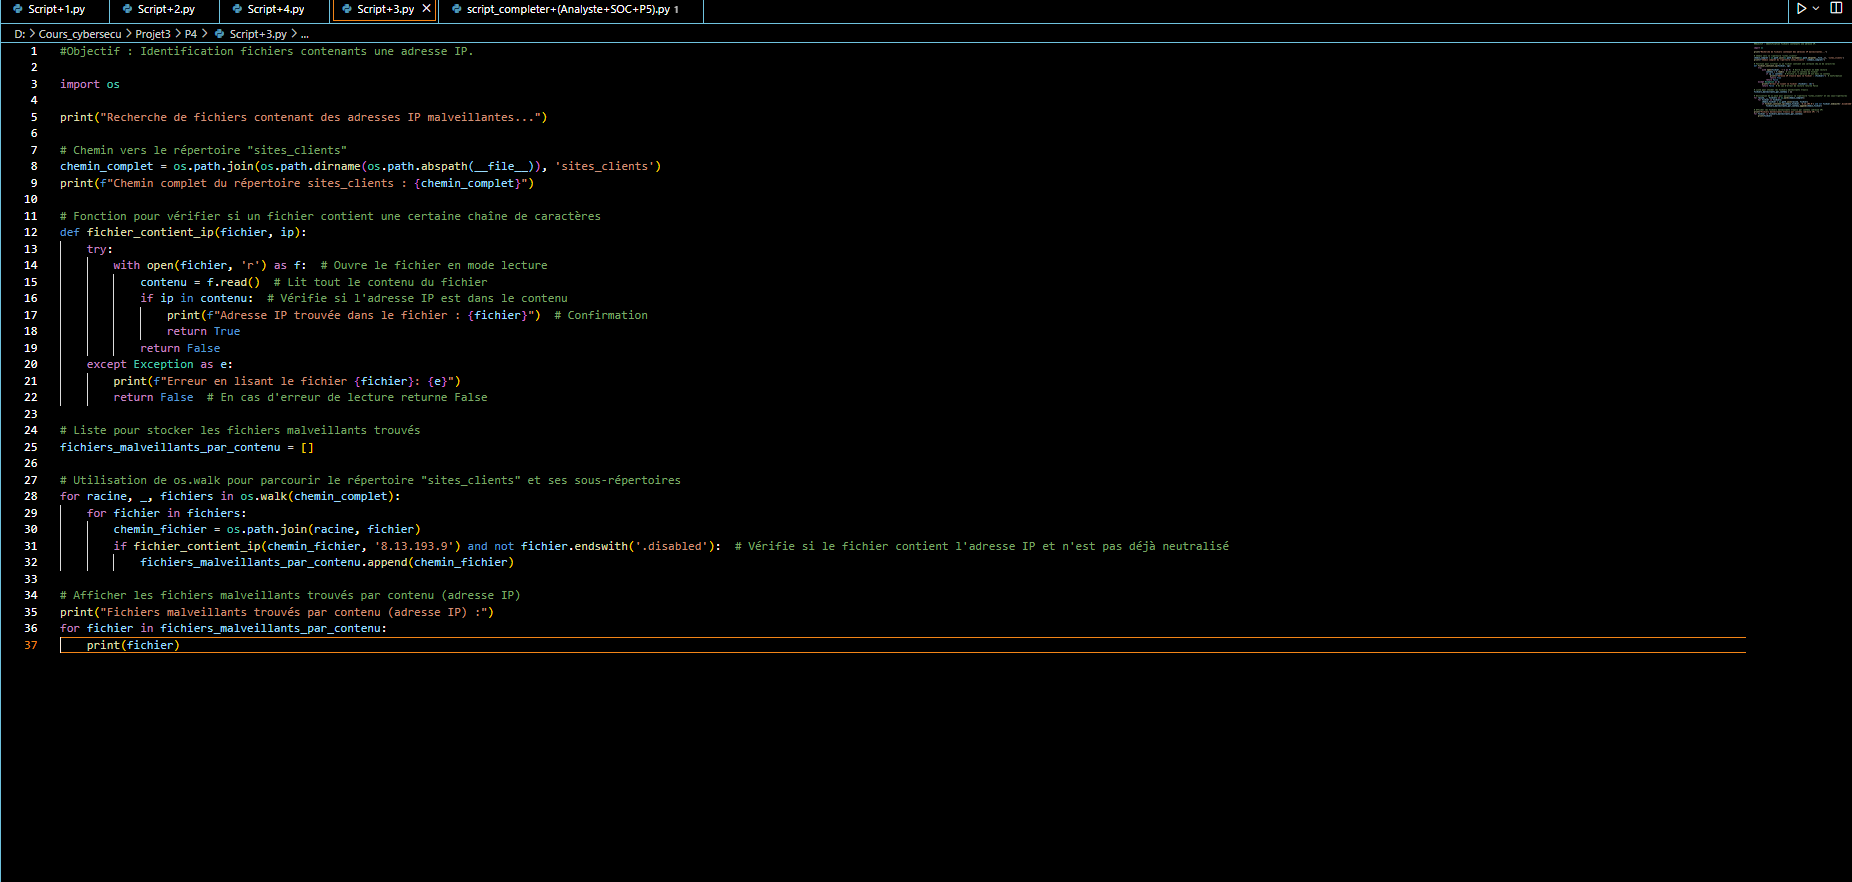 Script+1.py Script+2.py Script+4.py Script+3.py script_completer+(Analyste+SOC+P5).py 1
D: > Cours_cybersecu > Projet3 > P4 > Script+3.py > ...
1 #Objectif : Identification fichiers contenants une adresse IP.
2
3 import os
4
5 print("Recherche de fichiers contenant des adresses IP malveillantes...")
6
7 # Chemin vers le répertoire "sites_clients"
8 chemin_complet = os.path.join(os.path.dirname(os.path.abspath(__file__)), 'sites_clients')
9 print(f"Chemin complet du répertoire sites_clients : {chemin_complet}")
10
11 # Fonction pour vérifier si un fichier contient une certaine chaîne de caractères
12 def fichier_contient_ip(fichier, ip):
13     try:
14         with open(fichier, 'r') as f:  # Ouvre le fichier en mode lecture
15             contenu = f.read()  # Lit tout le contenu du fichier
16             if ip in contenu:  # Vérifie si l'adresse IP est dans le contenu
17                 print(f"Adresse IP trouvée dans le fichier : {fichier}")  # Confirmation
18                 return True
19             return False
20     except Exception as e:
21         print(f"Erreur en lisant le fichier {fichier}: {e}")
22         return False  # En cas d'erreur de lecture returne False
23
24 # Liste pour stocker les fichiers malveillants trouvés
25 fichiers_malveillants_par_contenu = []
26
27 # Utilisation de os.walk pour parcourir le répertoire "sites_clients" et ses sous-répertoires
28 for racine, _, fichiers in os.walk(chemin_complet):
29     for fichier in fichiers:
30         chemin_fichier = os.path.join(racine, fichier)
31         if fichier_contient_ip(chemin_fichier, '8.13.193.9') and not fichier.endswith('.disabled'):  # Vérifie si le fichier contient l'adresse IP et n'est pas déjà neutralisé
32             fichiers_malveillants_par_contenu.append(chemin_fichier)
33
34 # Afficher les fichiers malveillants trouvés par contenu (adresse IP)
35 print("Fichiers malveillants trouvés par contenu (adresse IP) :")
36 for fichier in fichiers_malveillants_par_contenu:
37     print(fichier)